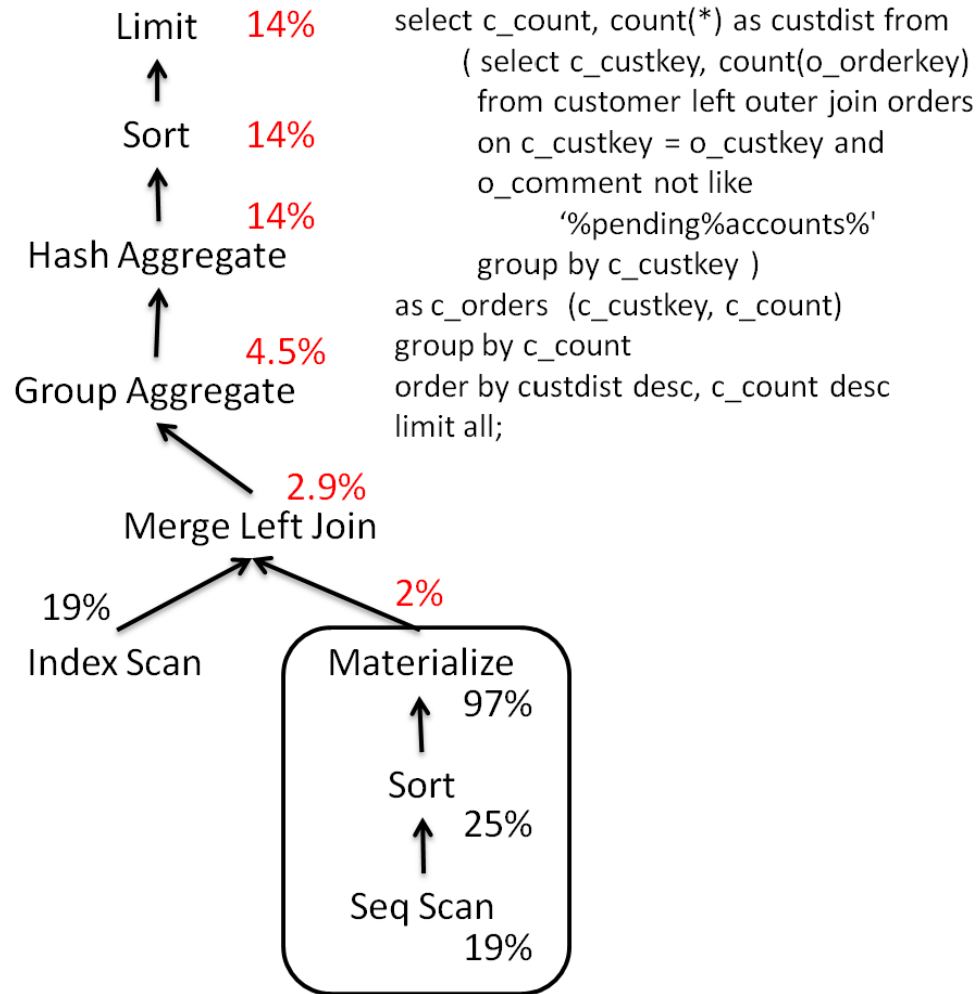 Limit 14%
Sort 14%
14%
Hash Aggregate
4.5%
Group Aggregate
2.9%
Merge Left Join
19%
2%
Index Scan
Materialize
97%
Sort
25%
Seq Scan
19%
select c_count, count(*) as custdist from
( select c_custkey, count(o_orderkey)
from customer left outer join orders
on c_custkey = o_custkey and
o_comment not like
‘%pending%accounts%'
group by c_custkey )
as c_orders (c_custkey, c_count)
group by c_count
order by custdist desc, c_count desc
limit all;